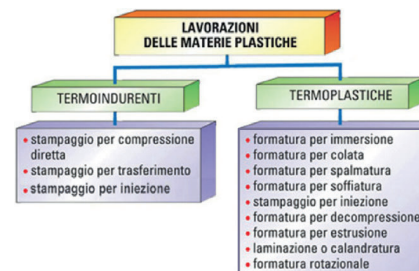 LAVORAZIONI
DELLE MATERIE PLASTICHE
TERMOINDURENTI
• stampaggio per compressione
diretta
• stampaggio per trasferimento
• stampaggio per iniezione
TERMOPLASTICHE
• formatura per immersione
• formatura per colata
• formatura per spalmatura
• formatura per soffiatura
• stampaggio per iniezione
• formatura per decompressione
• formatura per estrusione
• laminazione o calandratura
• formatura rotazionale